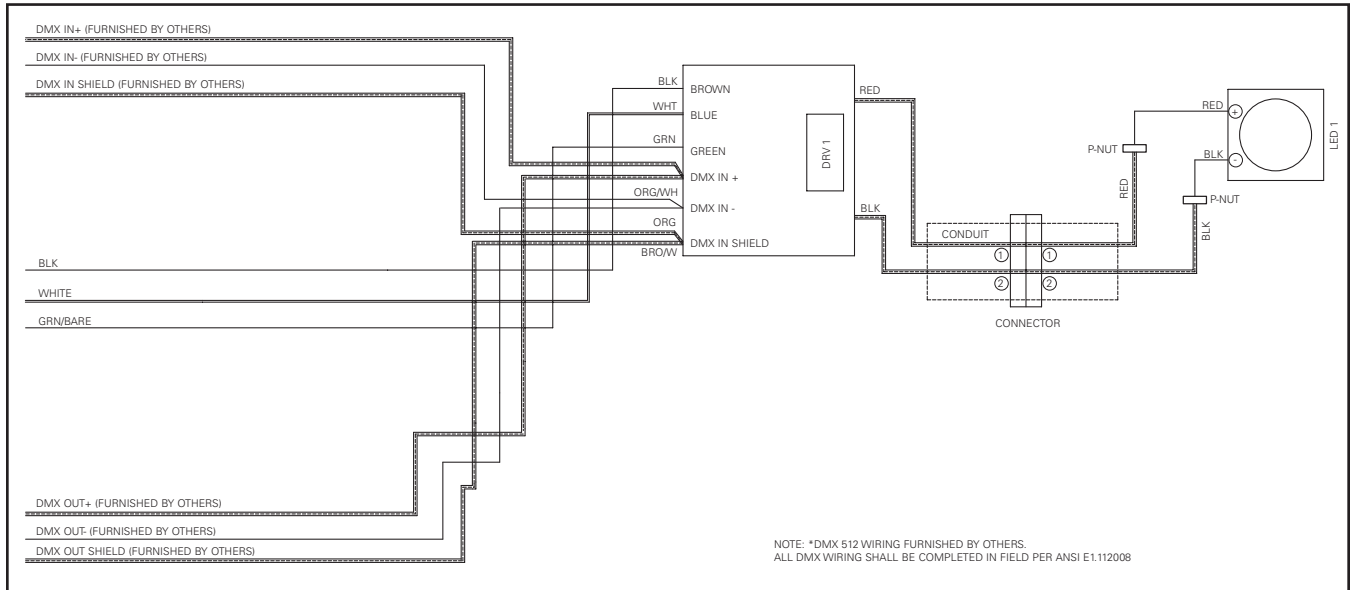 DMX IN+ (FURNISHED BY OTHERS)
DMX IN- (FURNISHED BY OTHERS)
DMX IN SHIELD (FURNISHED BY OTHERS)
BLK
WHITE
GRN/BARE
DMX OUT+ (FURNISHED BY OTHERS)
DMX OUT- (FURNISHED BY OTHERS)
DMX OUT SHIELD (FURNISHED BY OTHERS)
BLK
WHT
GRN
ORG/WH
ORG
BRO/W
BROWN
BLUE
GREEN
DMX IN +
DMX IN -
DMX IN SHIELD
DRV 1
RED
BLK
CONDUIT
1
1
2
2
CONNECTOR
P-NUT
RED
P-NUT
BLK
RED
+
BLK
-
LED 1
NOTE: *DMX 512 WIRING FURNISHED BY OTHERS.
ALL DMX WIRING SHALL BE COMPLETED IN FIELD PER ANSI E1.112008